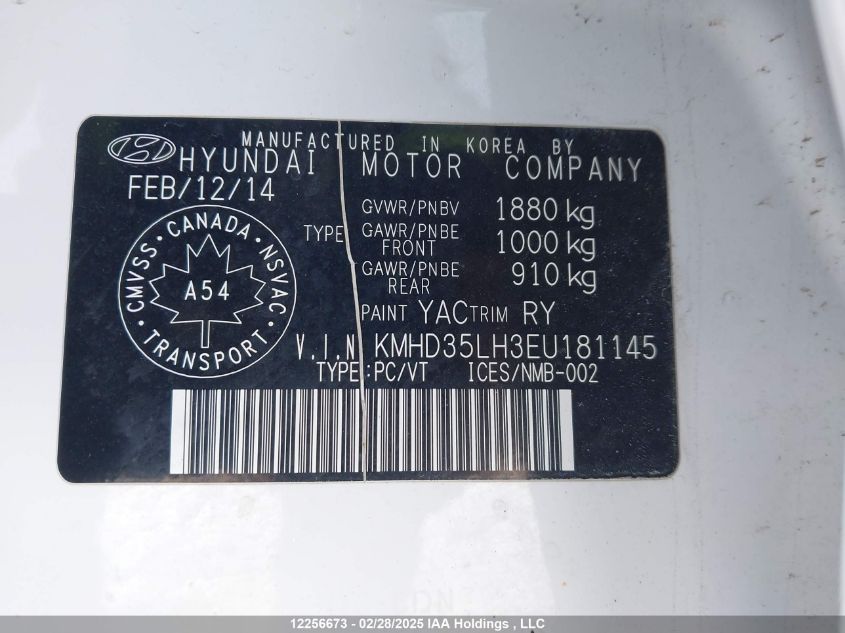 MANUFACTURED IN KOREA BY
HYUNDAI MOTOR COMPANY
FEB/12/14
GVWR/PNBV 1880 kg
TYPE GAWR/PNBE FRONT 1000 kg
GAWR/PNBE REAR 910 kg
CMVSS · CANADA · NSVAC
A54
· TRANSPORT ·
PAINT YAC TRIM RY
V.I.N KMHD35LH3EU181145
TYPE:PC/VT ICES/NMB-002
12256673 - 02/28/2025 IAA Holdings , LLC